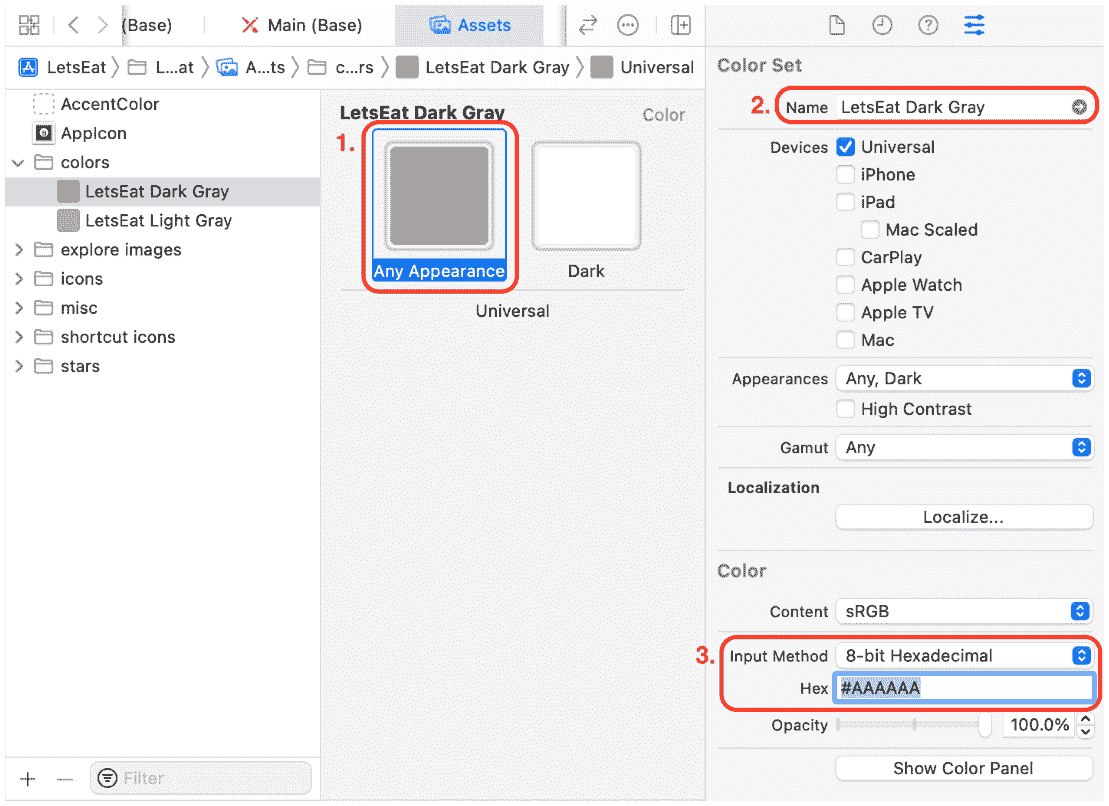 (Base)
Main (Base)
Assets
LetsEat
L...at
A...ts
c...rs
LetsEat Dark Gray
Universal
AccentColor
AppIcon
colors
LetsEat Dark Gray
LetsEat Light Gray
explore images
icons
misc
shortcut icons
stars
Filter
LetsEat Dark Gray
Color
1.
Any Appearance
Dark
Universal
Color Set
2.
Name LetsEat Dark Gray
Devices Universal
iPhone
iPad
Mac Scaled
CarPlay
Apple Watch
Apple TV
Mac
Appearances Any, Dark
High Contrast
Gamut Any
Localization
Localize...
Color
Content sRGB
3.
Input Method 8-bit Hexadecimal
Hex #AAAAAA
Opacity 100.0%
Show Color Panel